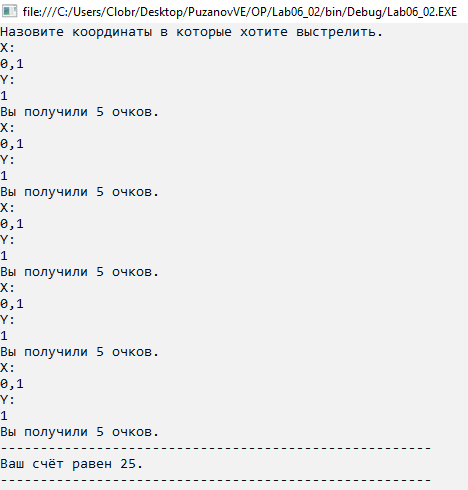 file:///C:/Users/Clobr/Desktop/PuzanovVE/OP/Lab06_02/bin/Debug/Lab06_02.EXE
Назовите координаты в которые хотите выстрелить.
X:
0,1
Y:
1
Вы получили 5 очков.
X:
0,1
Y:
1
Вы получили 5 очков.
X:
0,1
Y:
1
Вы получили 5 очков.
X:
0,1
Y:
1
Вы получили 5 очков.
X:
0,1
Y:
1
Вы получили 5 очков.
------------------------------------------------------
Ваш счёт равен 25.
------------------------------------------------------